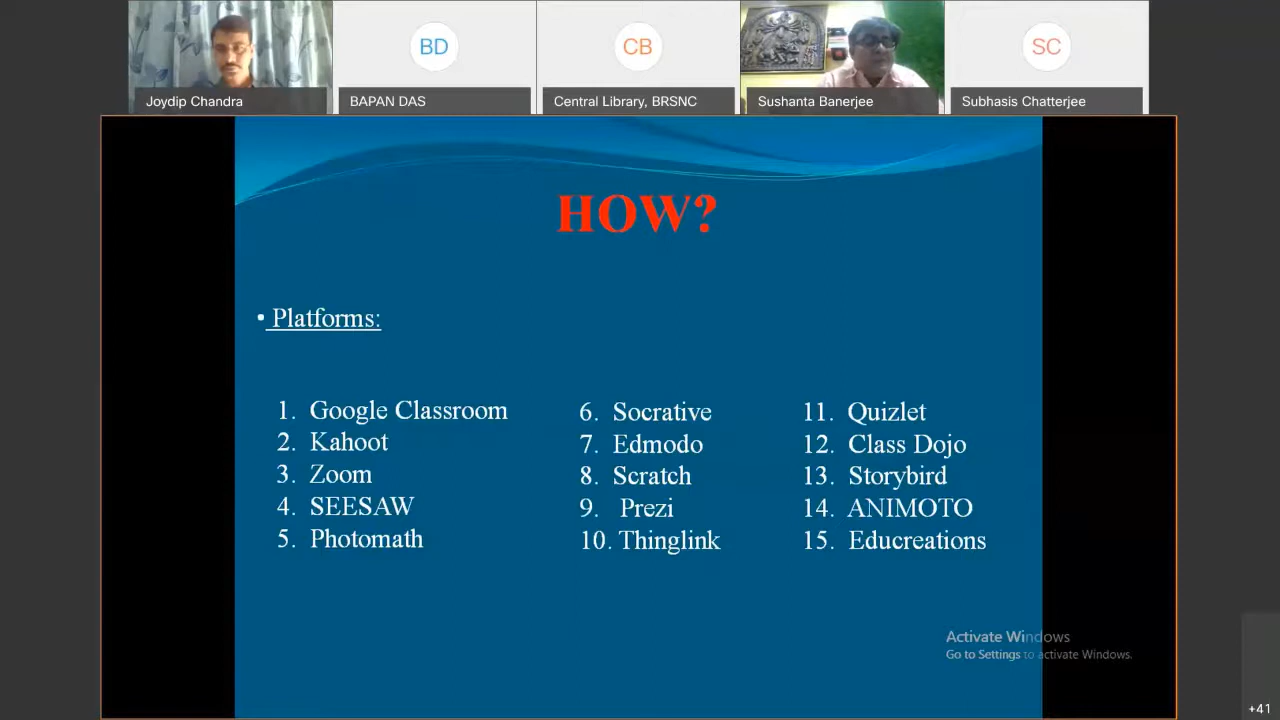 BD
CB
SC
Joydip Chandra
BAPAN DAS
Central Library, BRSNC
Sushanta Banerjee
Subhasis Chatterjee
HOW?
• Platforms:
1. Google Classroom
2. Kahoot
3. Zoom
4. SEESAW
5. Photomath
6. Socrative
7. Edmodo
8. Scratch
9. Prezi
10. Thinglink
11. Quizlet
12. Class Dojo
13. Storybird
14. ANIMOTO
15. Educreations
Activate Windows
Go to Settings to activate Windows.
+41